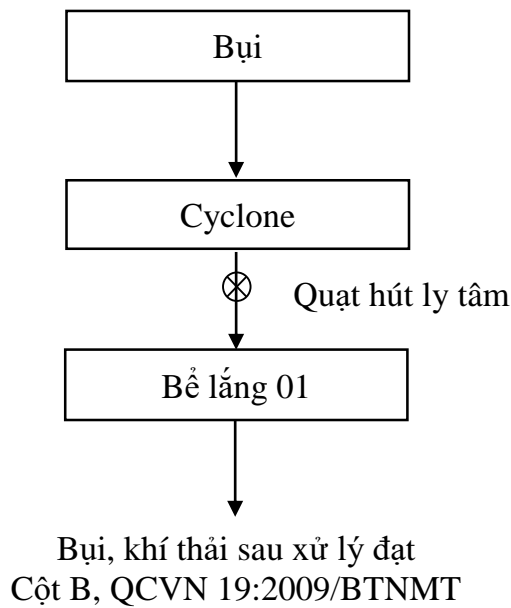 Bụi
Cyclone
Quạt hút ly tâm
Bể lắng 01
Bụi, khí thải sau xử lý đạt
Cột B, QCVN 19:2009/BTNMT